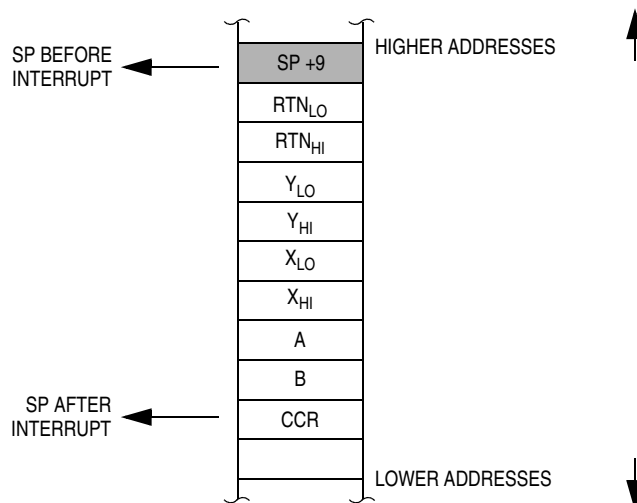 HIGHER ADDRESSES
SP BEFORE
INTERRUPT
SP +9
RTNLO
RTNHI
YLO
YHI
XLO
XHI
A
B
SP AFTER
INTERRUPT
CCR
LOWER ADDRESSES